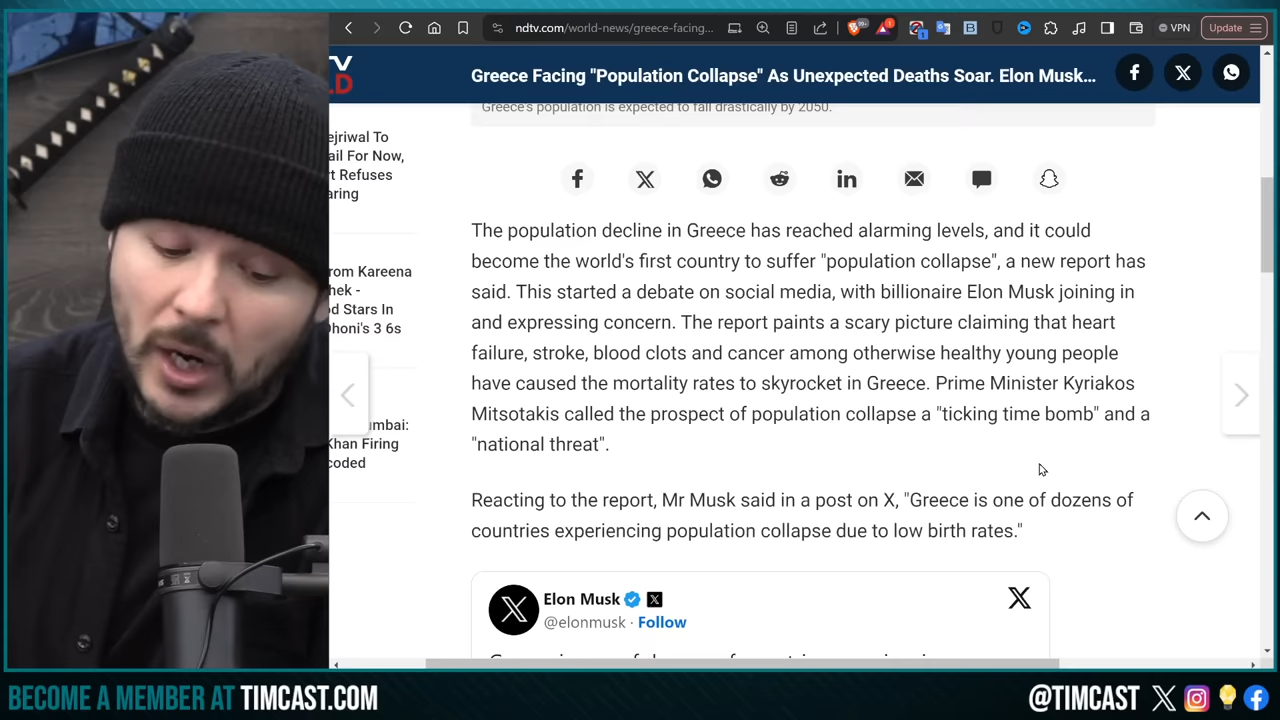 ndtv.com/world-news/greece-facing...
99+
1
1
VPN
Update
TV
LD
Greece Facing "Population Collapse" As Unexpected Deaths Soar. Elon Musk...
Greece's population is expected to fall drastically by 2050.
ejriwal To
ail For Now,
rt Refuses
aring
rom Kareena
hek -
d Stars In
Dhoni's 3 6s
umbai:
Khan Firing
coded
The population decline in Greece has reached alarming levels, and it could
become the world's first country to suffer "population collapse", a new report has
said. This started a debate on social media, with billionaire Elon Musk joining in
and expressing concern. The report paints a scary picture claiming that heart
failure, stroke, blood clots and cancer among otherwise healthy young people
have caused the mortality rates to skyrocket in Greece. Prime Minister Kyriakos
Mitsotakis called the prospect of population collapse a "ticking time bomb" and a
"national threat".
Reacting to the report, Mr Musk said in a post on X, "Greece is one of dozens of
countries experiencing population collapse due to low birth rates."
Elon Musk
@elonmusk · Follow
BECOME A MEMBER AT TIMCAST.COM
@TIMCAST